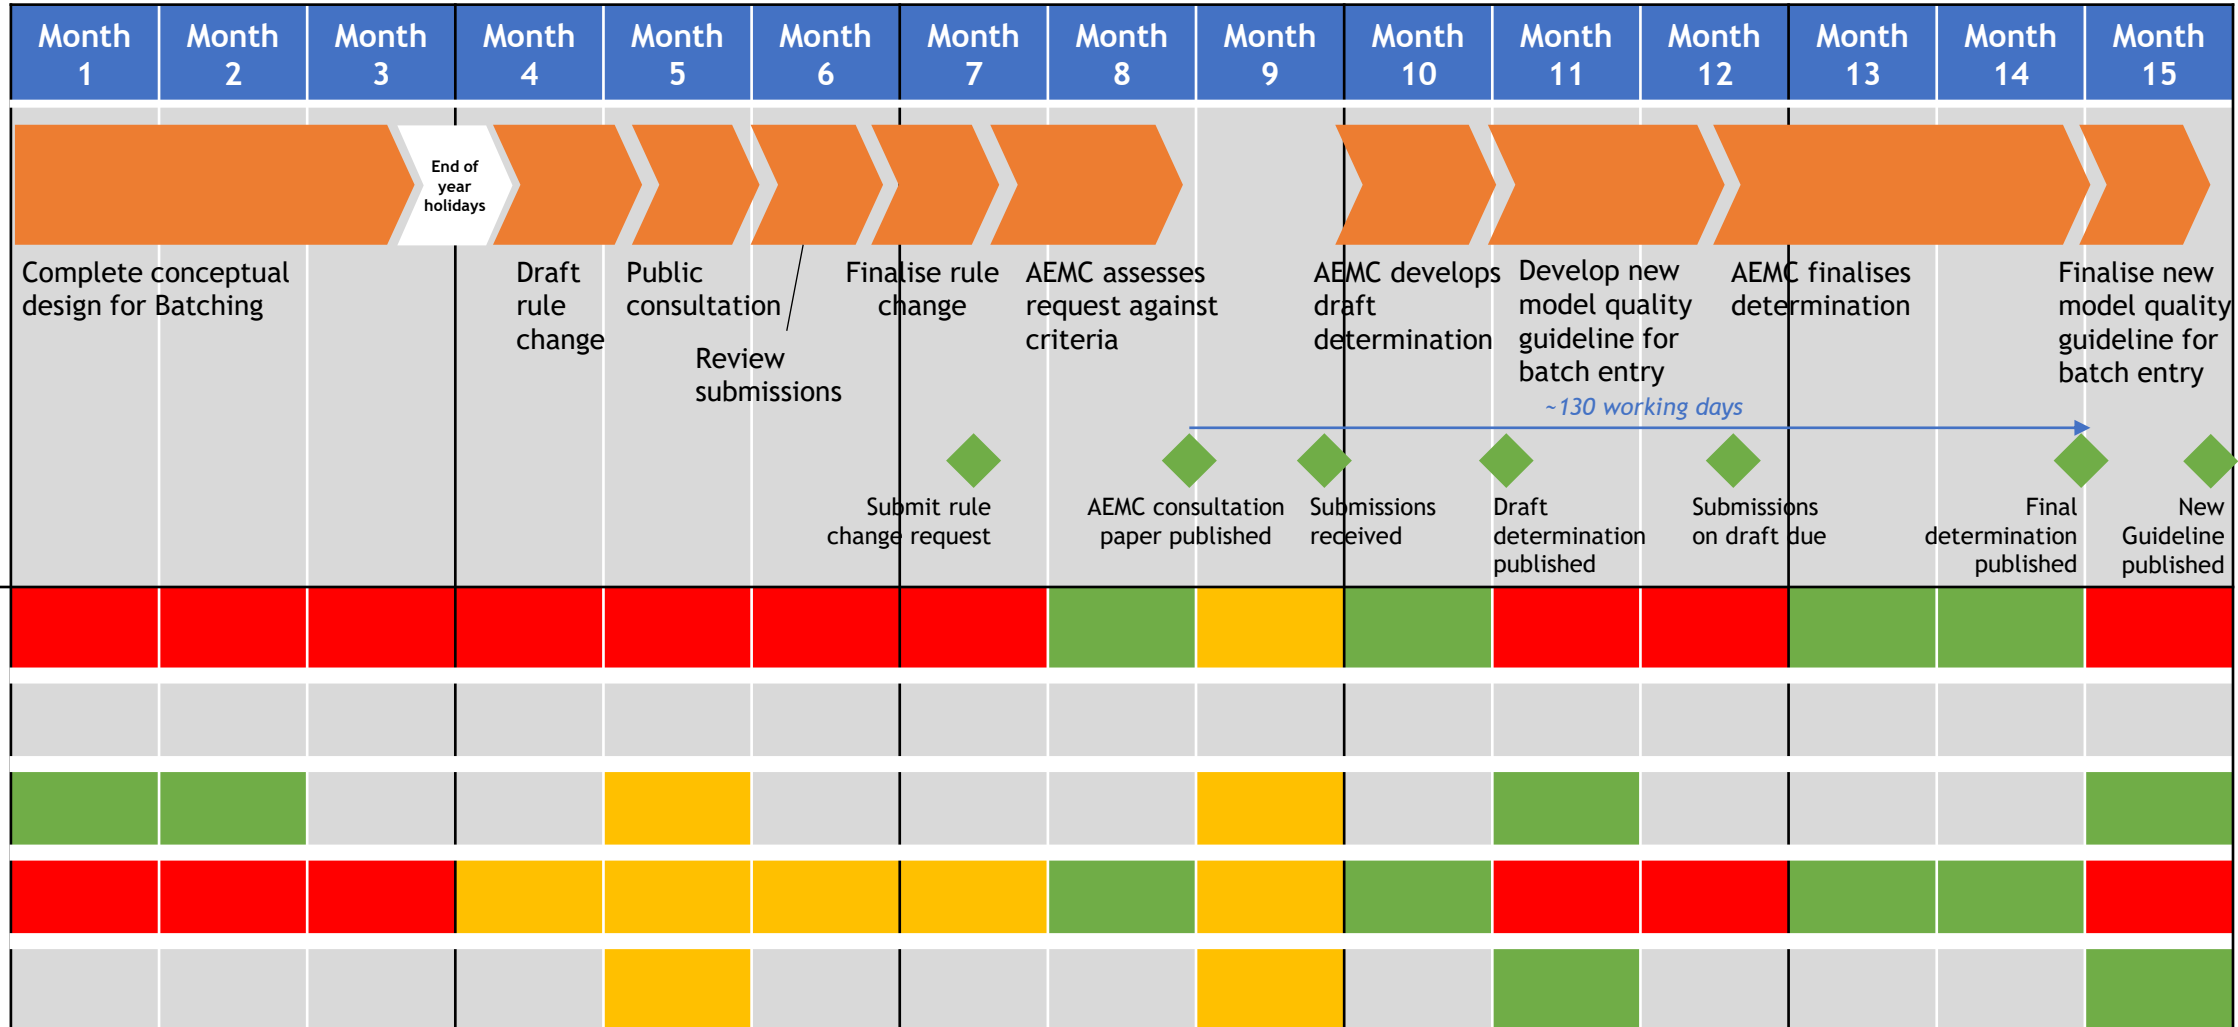 Month Month Month Month Month Month Month Month Month Month Month Month Month Month Month
1 2 3 4 5 6 7 8 9 10 11 12 13 14 15
End of
year
holidays
Complete conceptual
design for Batching
Draft
rule
change
Public
consultation
Review
submissions
Finalise rule
change
AEMC assesses
request against
criteria
AEMC develops
draft
determination
Develop new
model quality
guideline for
batch entry
AEMC finalises
determination
Finalise new
model quality
guideline for
batch entry
~130 working days
Submit rule
change request
AEMC consultation
paper published
Submissions
received
Draft
determination
published
Submissions
on draft due
Final
determination
published
New
Guideline
published